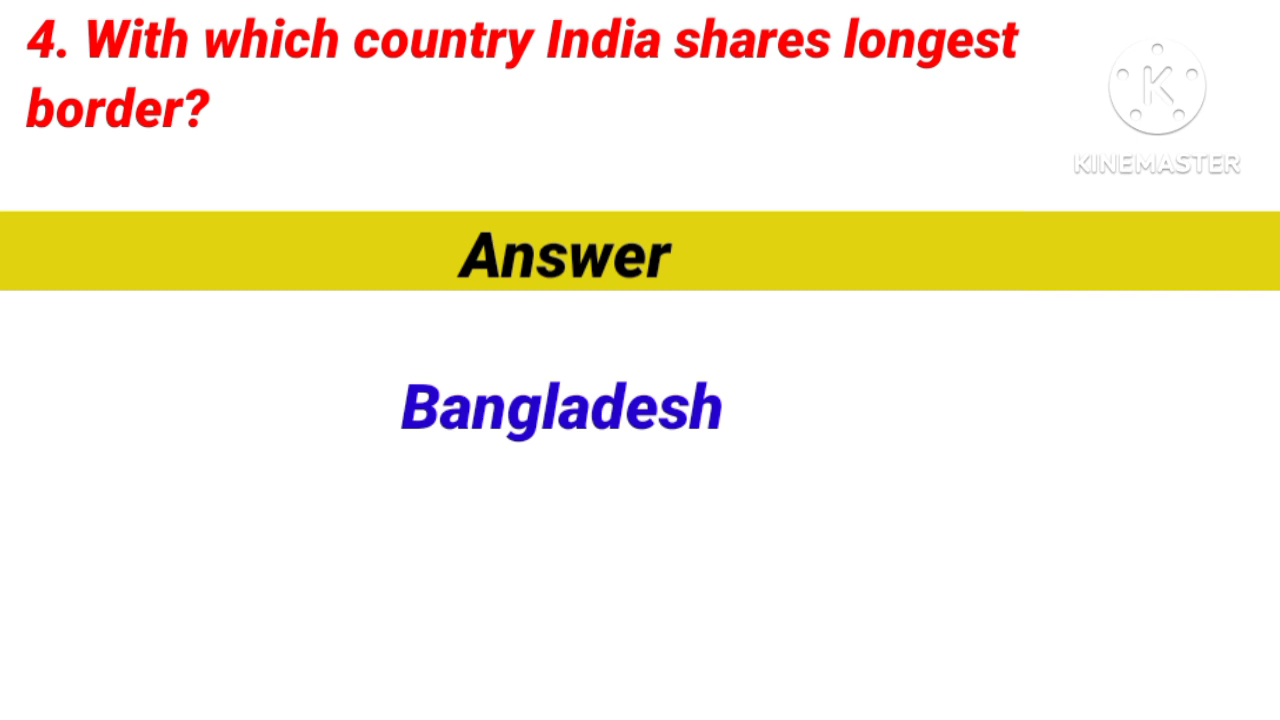 4. With which country India shares longest
border?
K
KINEMASTER
Answer
Bangladesh